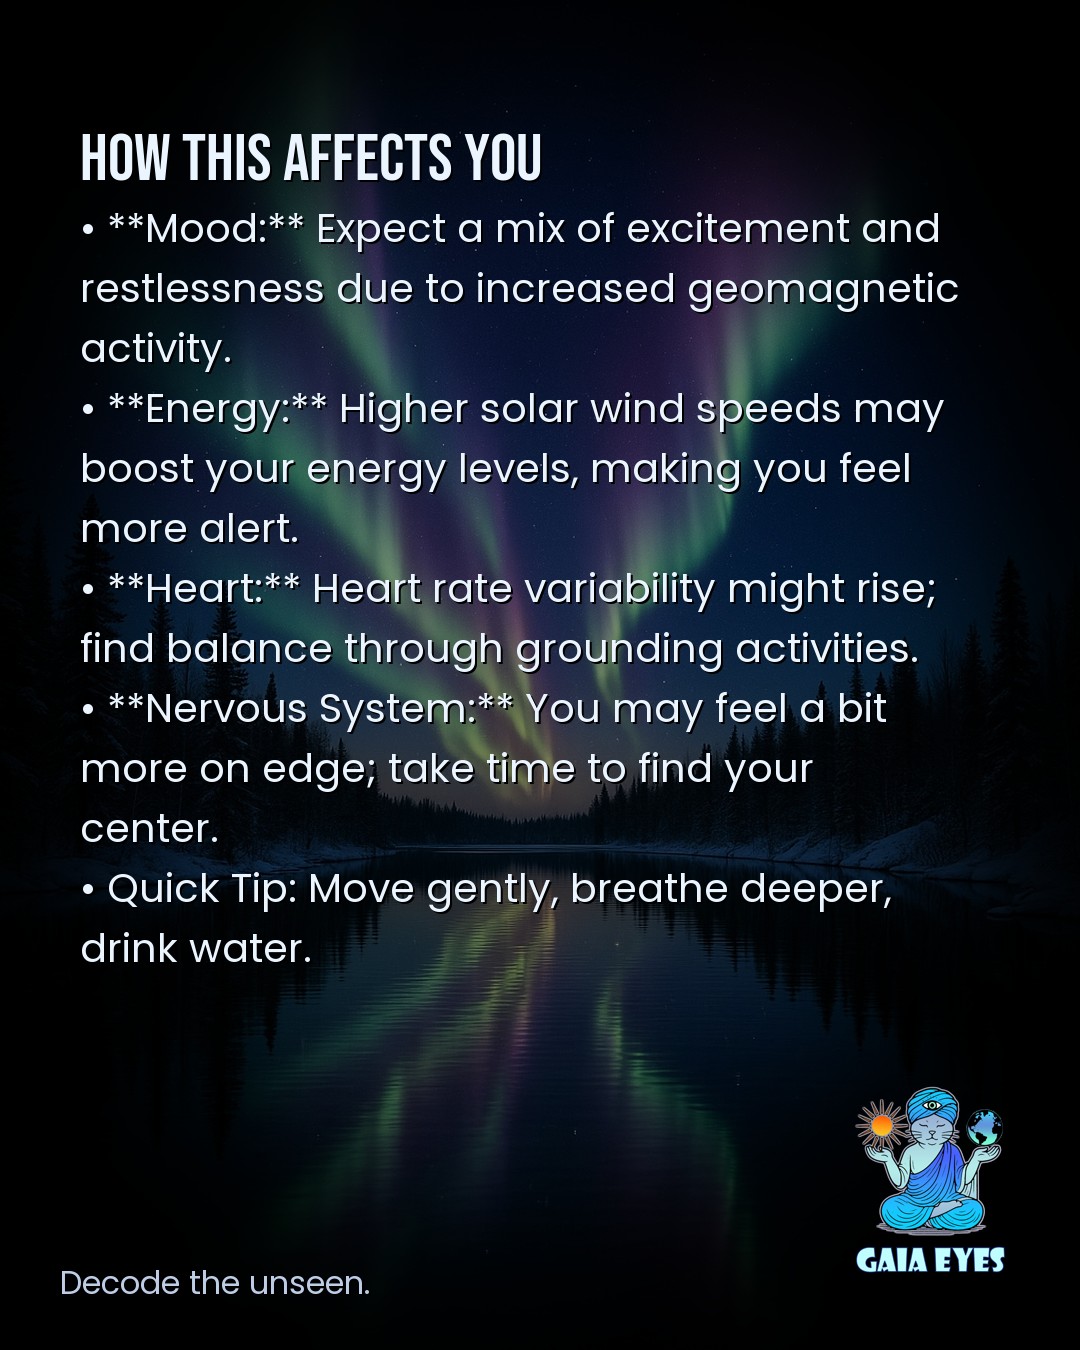 HOW THIS AFFECTS YOU
• **Mood:** Expect a mix of excitement and
restlessness due to increased geomagnetic
activity.
• **Energy:** Higher solar wind speeds may
boost your energy levels, making you feel
more alert.
• **Heart:** Heart rate variability might rise;
find balance through grounding activities.
• **Nervous System:** You may feel a bit
more on edge; take time to find your
center.
• Quick Tip: Move gently, breathe deeper,
drink water.
GAIA EYES
Decode the unseen.